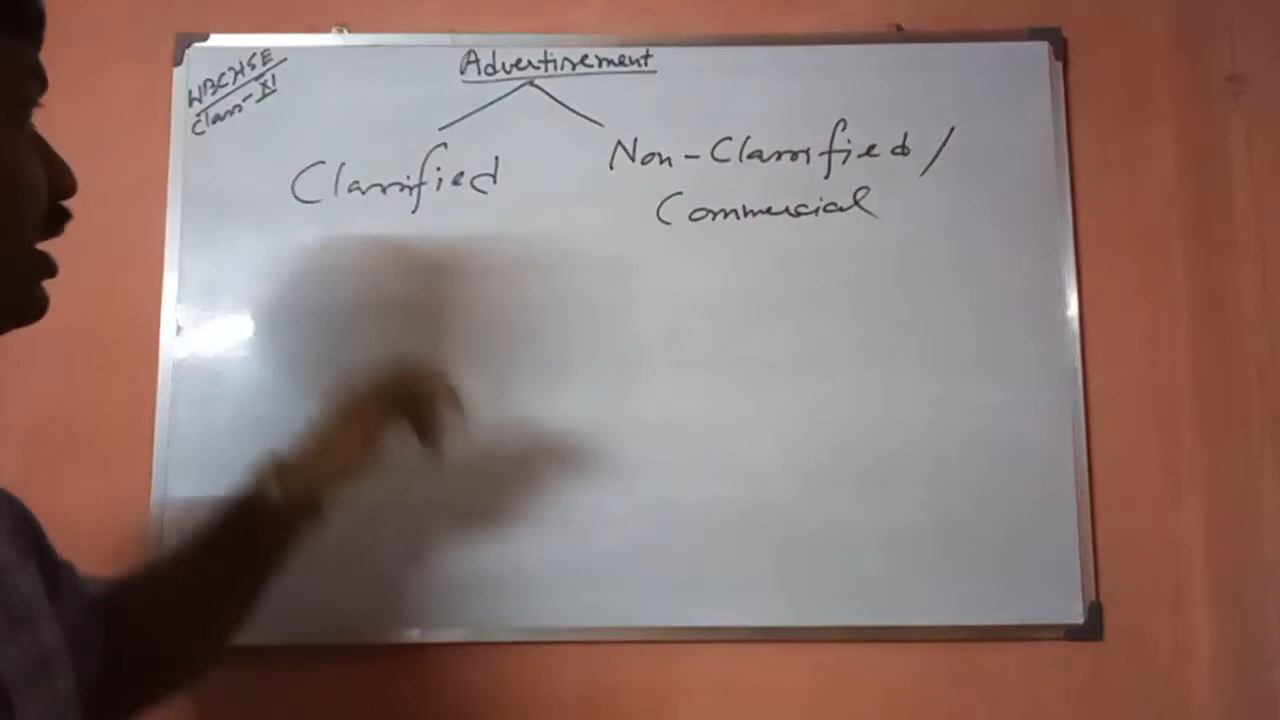 WBCHSE
Class-XI
Advertisement
Classified
Non-Classified/
Commercial